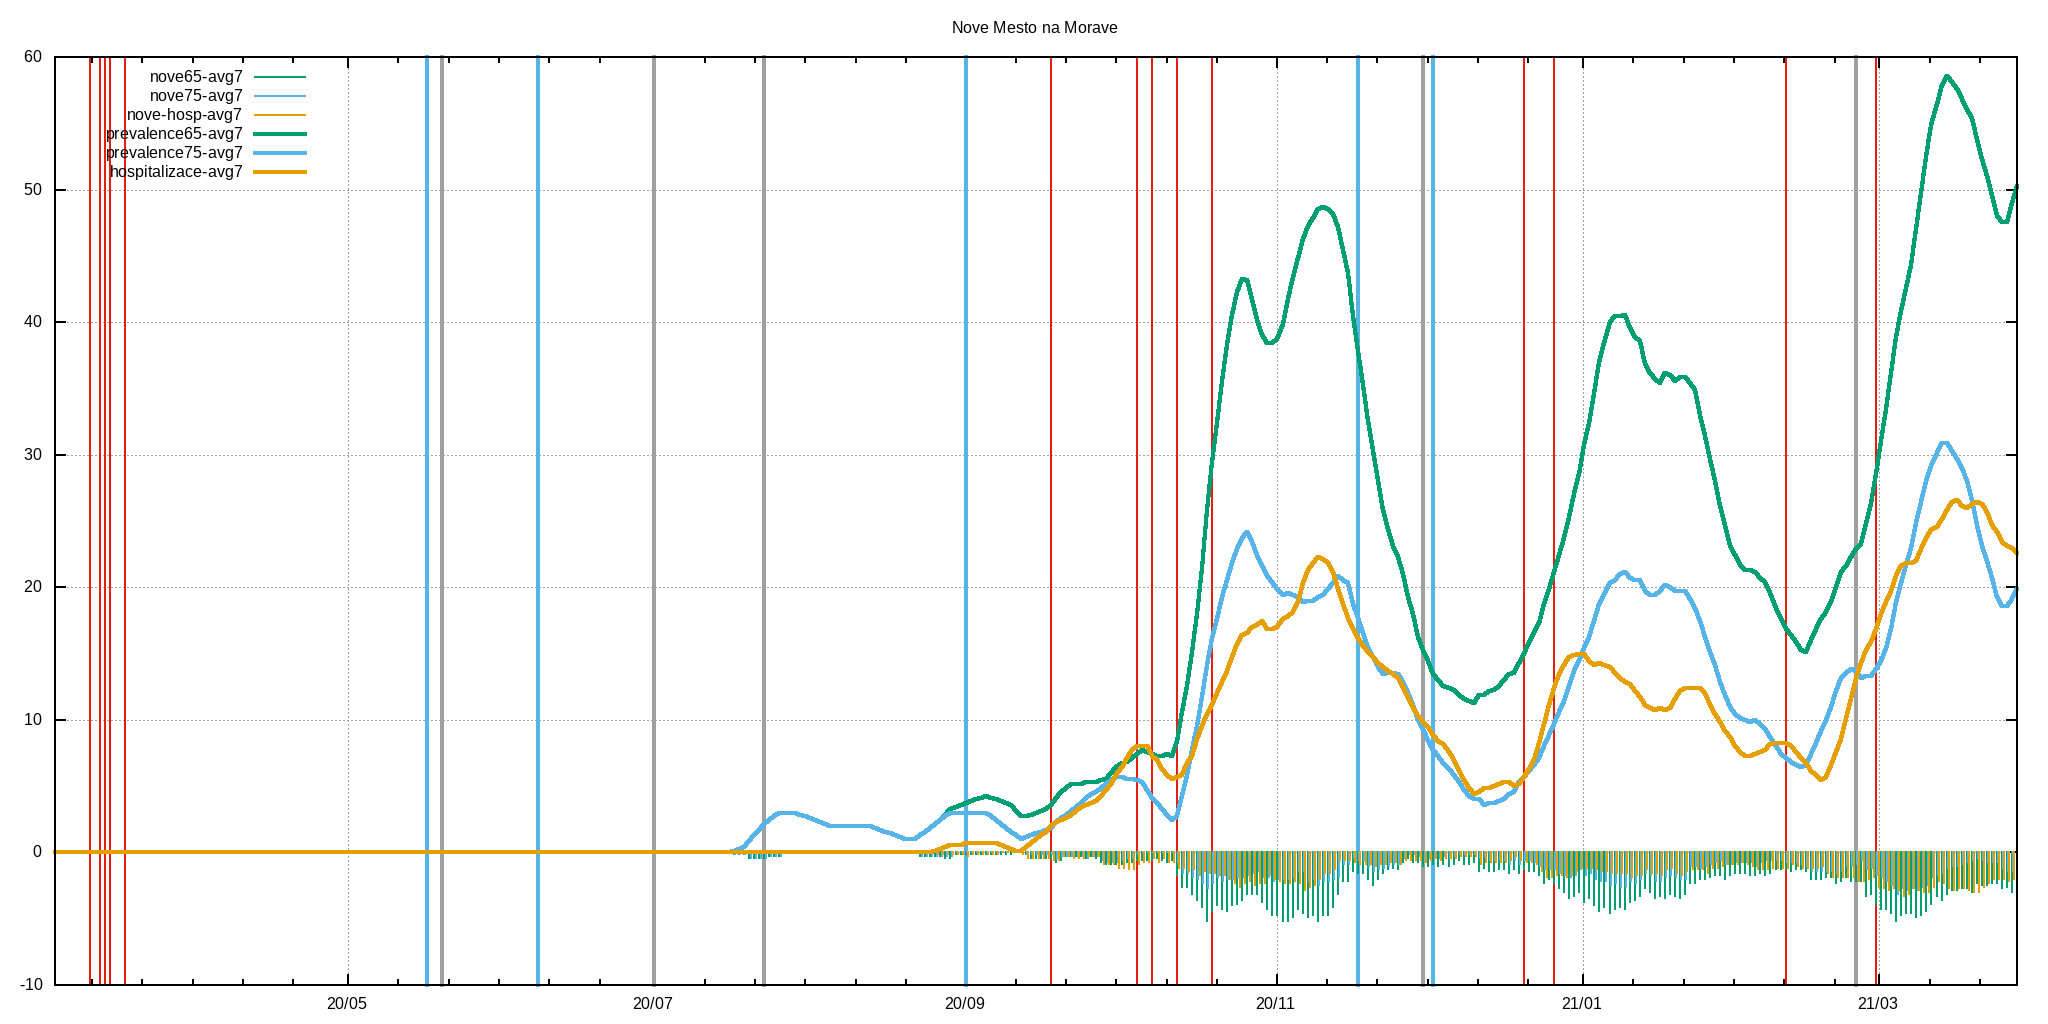 Nove Mesto na Morave
60
50
40
30
20
10
0
-10
nove65-avg7
nove75-avg7
nove-hosp-avg7
prevalence65-avg7
prevalence75-avg7
hospitalizace-avg7
20/05 20/07 20/09 20/11 21/01 21/03